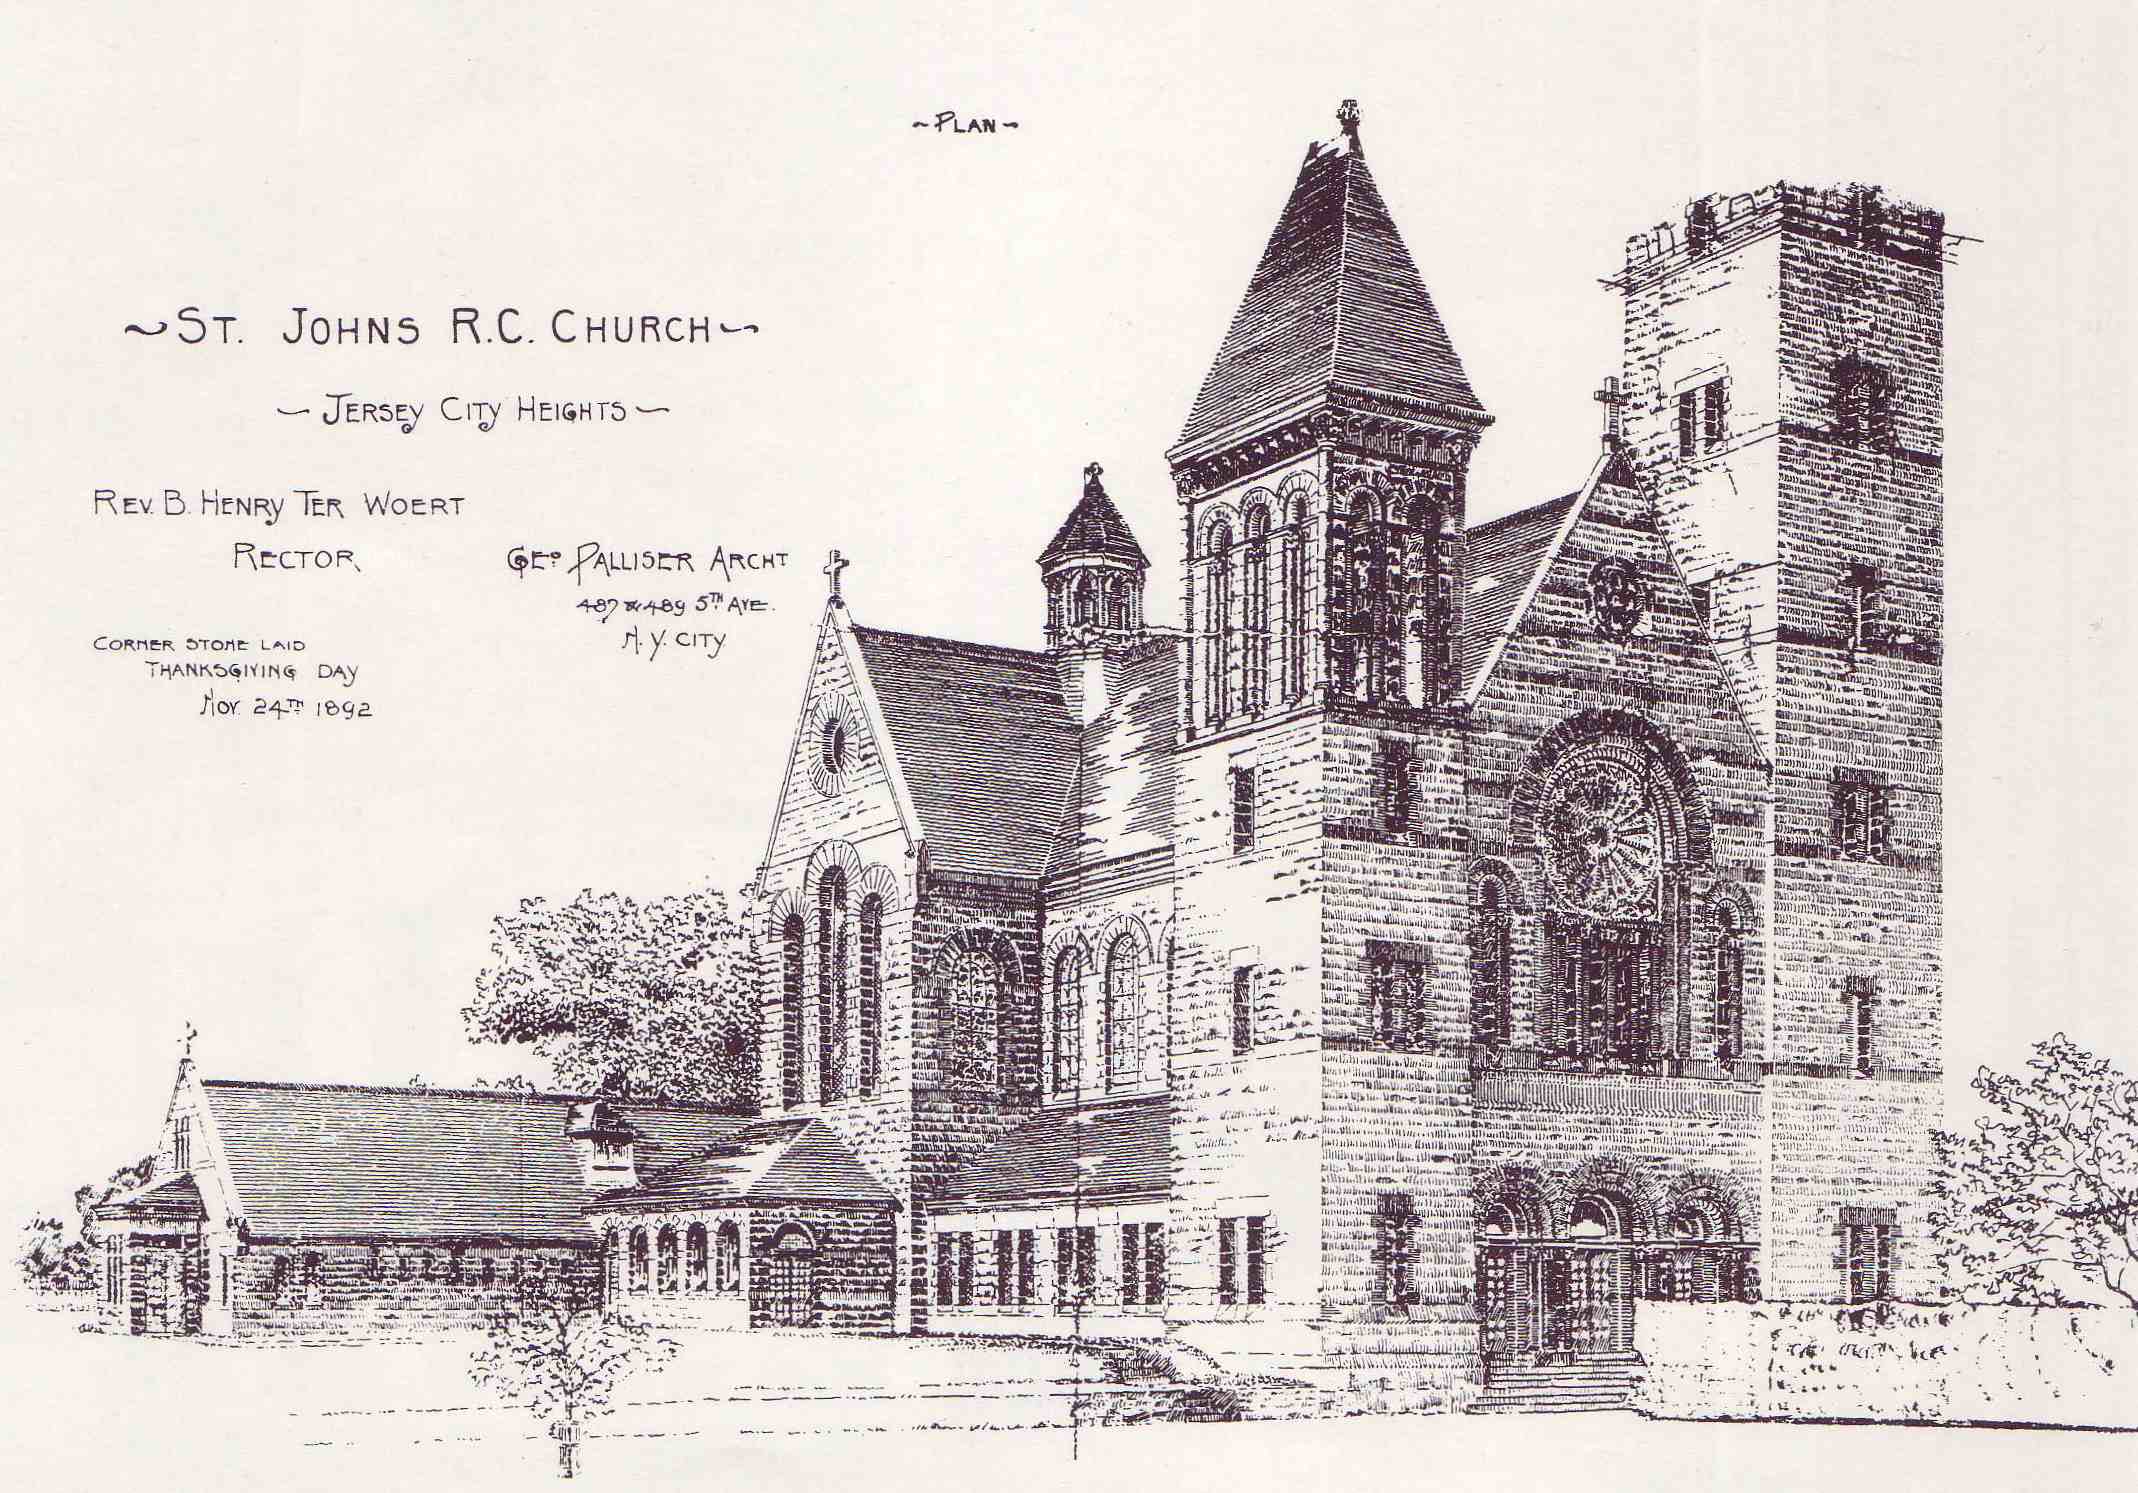 ~PLAN~
~ST. JOHNS R.C. CHURCH~
~JERSEY CITY HEIGHTS~
REV. B. HENRY TER WOERT
RECTOR,
GEO. PALLISER ARCHT
487 & 489 5TH AVE.
N. Y. CITY
CORNER STONE LAID
THANKSGIVING DAY
NOV. 24TH 1892